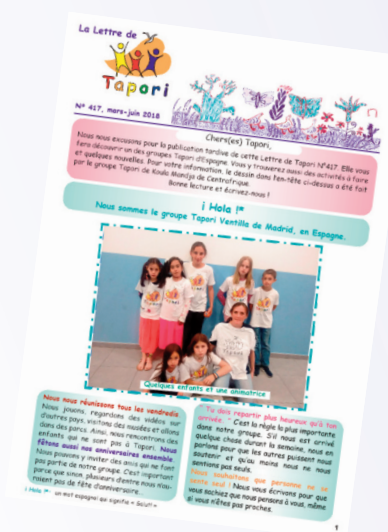 La Lettre de
Tapori
N° 417, mars-juin 2018
Chers(es) Tapori,
Nous nous excusons pour la publication tardive de cette Lettre de Tapori N°417. Elle vous
fera découvrir un des groupes Tapori d'Espagne. Vous y trouverez aussi des activités à faire
et quelques nouvelles. Pour votre information, le dessin dans l'en-tête ci-dessus a été fait
par le groupe Tapori de Koula Mandja de Centrafrique.
Bonne lecture et écrivez-nous !
¡ Hola !*
Nous sommes le groupe Tapori Ventilla de Madrid, en Espagne.
Quelques enfants et une animatrice
Nous nous réunissons tous les vendredis.
Nous jouons, regardons des vidéos sur
d'autres pays, visitons des musées et allons
dans des parcs. Ainsi, nous rencontrons des
enfants qui ne sont pas à Tapori. Nous
fêtons aussi nos anniversaires ensemble.
Nous pouvons y inviter des amis qui ne font
pas partie de notre groupe. C'est important
parce que sinon, plusieurs d'entre nous n'au-
raient pas de fête d'anniversaire.
¡ Hola !* : un mot espagnol qui signifie « Salut »
"Tu dois repartir plus heureux qu'à ton
arrivée." C'est la règle la plus importante
dans notre groupe. S'il nous est arrivé
quelque chose durant la semaine, nous en
parlons pour que les autres puissent nous
soutenir et qu'au moins nous ne nous
sentions pas seuls.
Nous souhaitons que personne ne se
sente seul ! Nous vous écrivons pour que
vous sachiez que nous pensons à vous, même
si vous n'êtes pas proches.
1